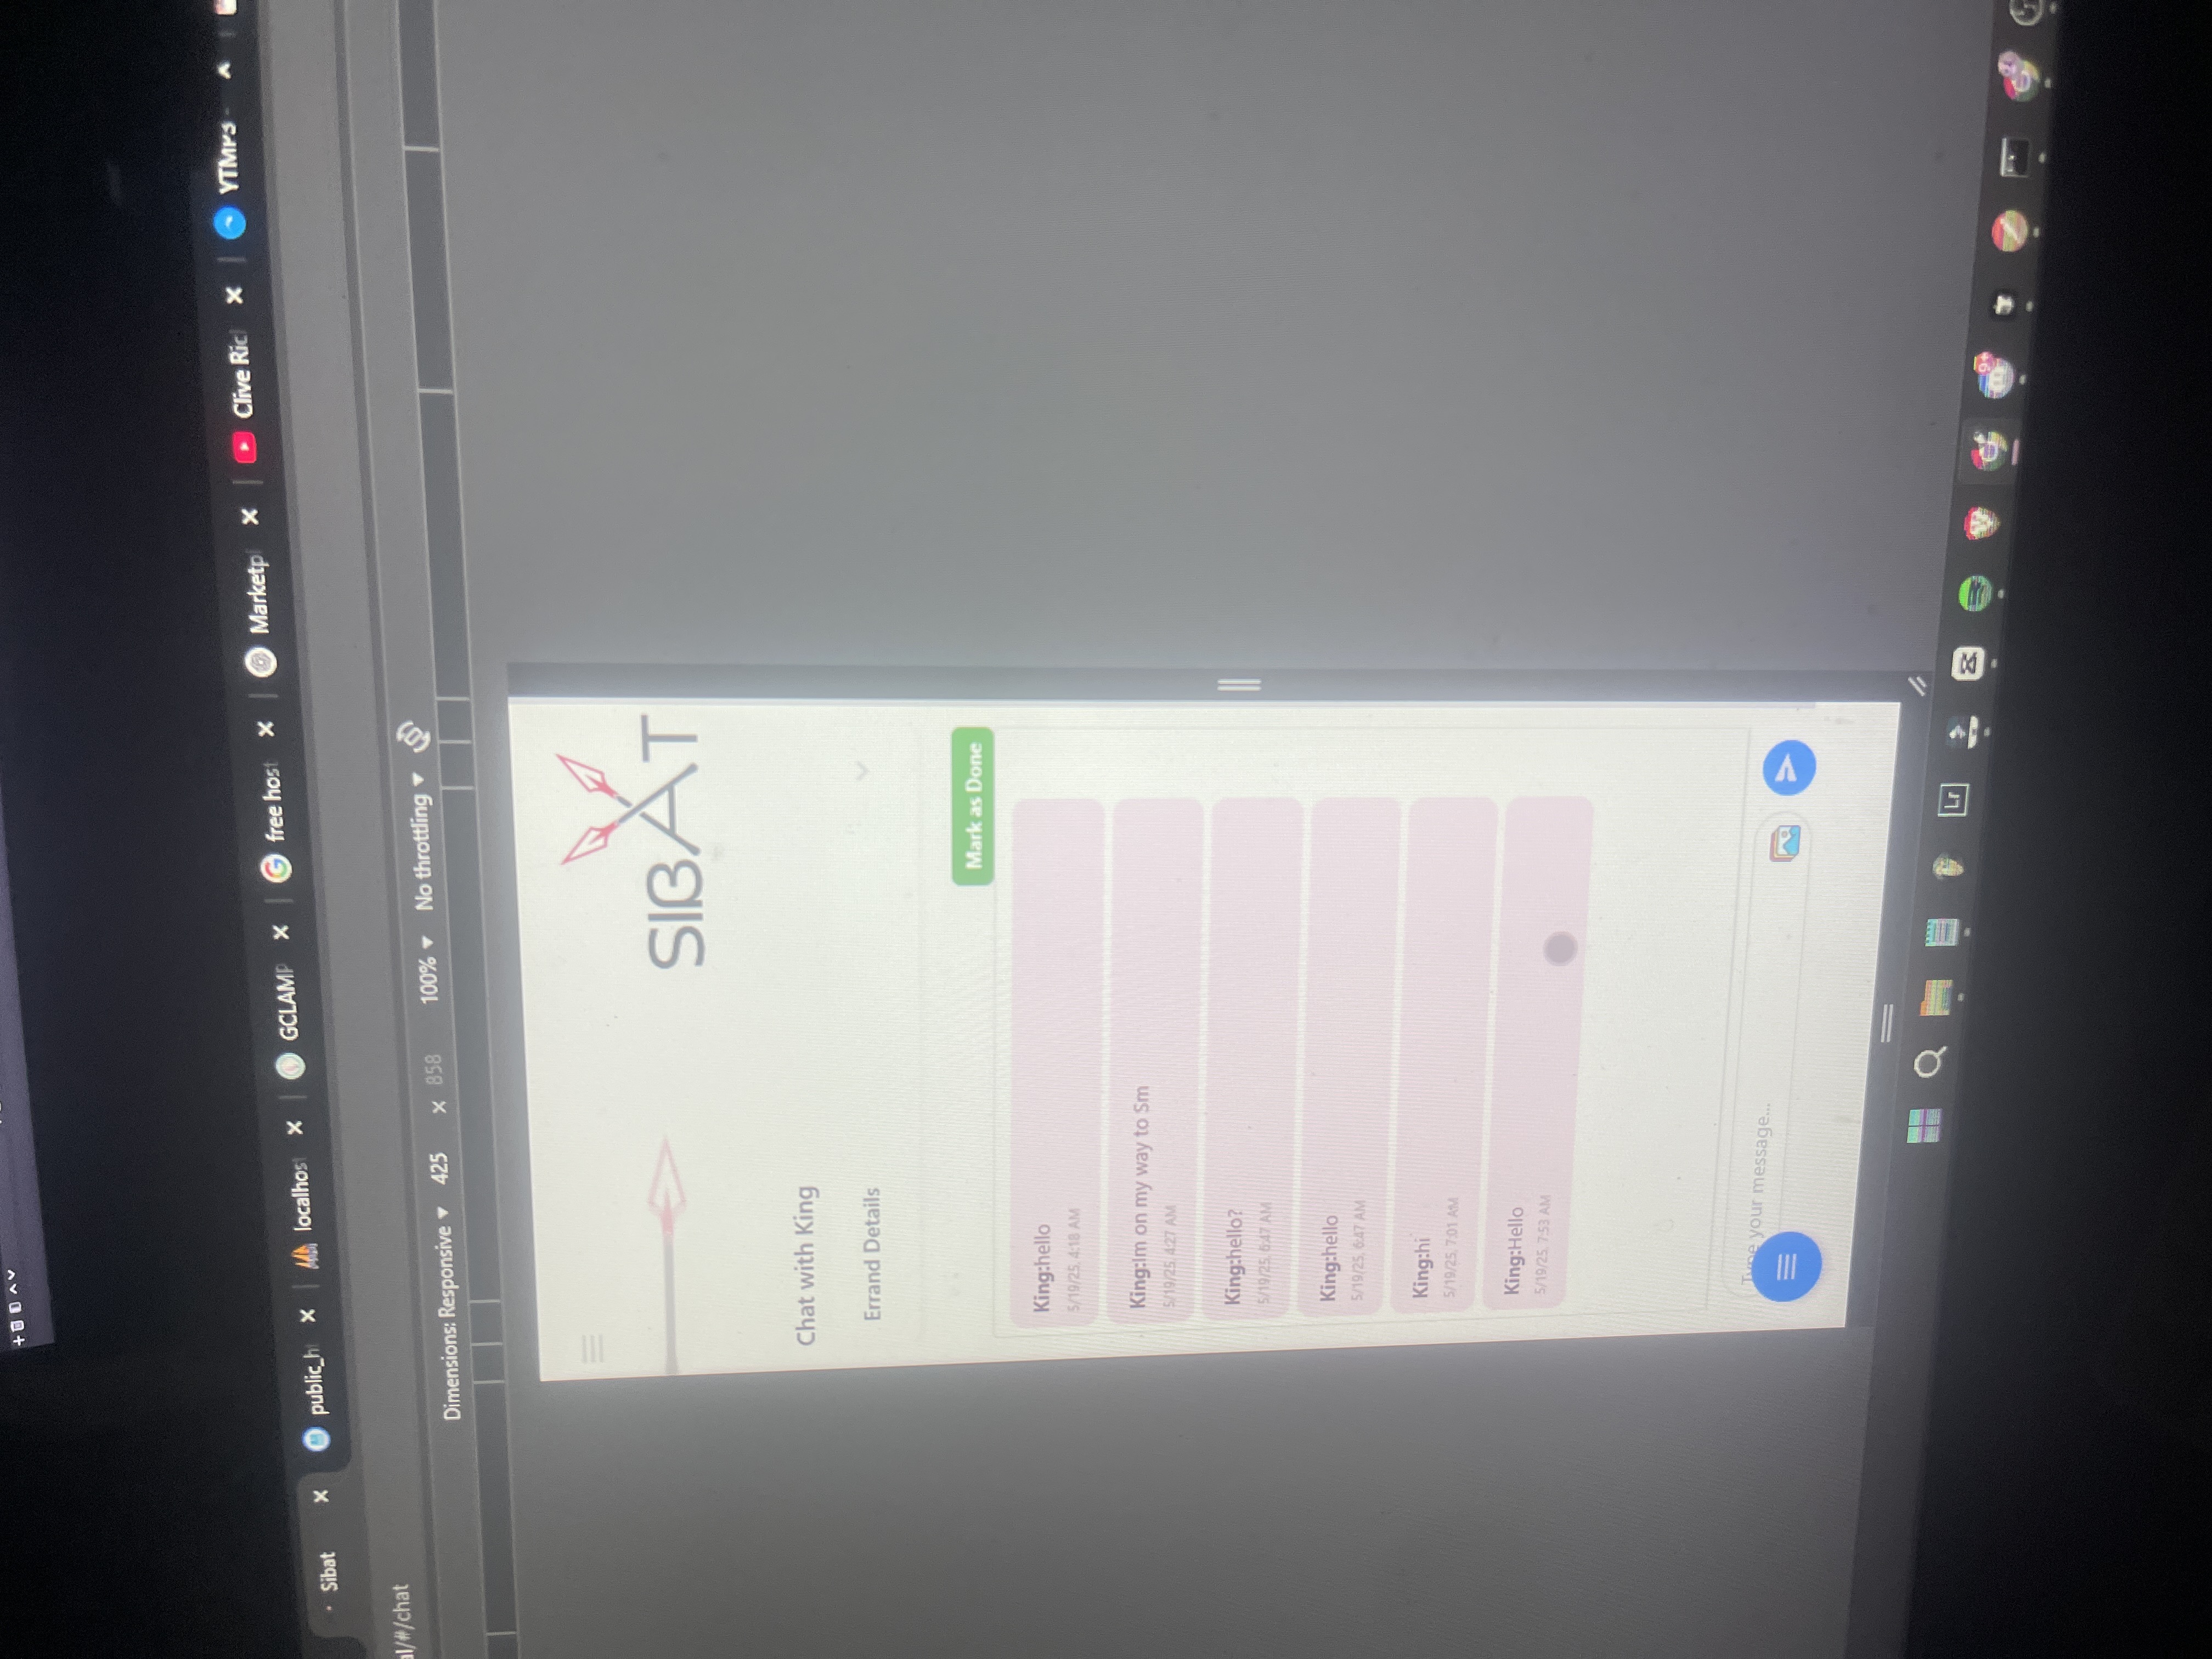 Sibat
public_h
localhos
GCLAMP
free host
Marketp
Clive Ric
YTMP3 -
al/#/chat
Dimensions: Responsive 425 x 858 100% No throttling
SIBAT
Chat with King
Errand Details
Mark as Done
King:hello
5/19/25, 4:18 AM
King:Im on my way to Sm
5/19/25, 4:27 AM
King:hello?
5/19/25, 6:47 AM
King:hello
5/19/25, 6:47 AM
King:hi
5/19/25, 7:01 AM
King:Hello
5/19/25, 7:53 AM
Type your message...
Lr
9+